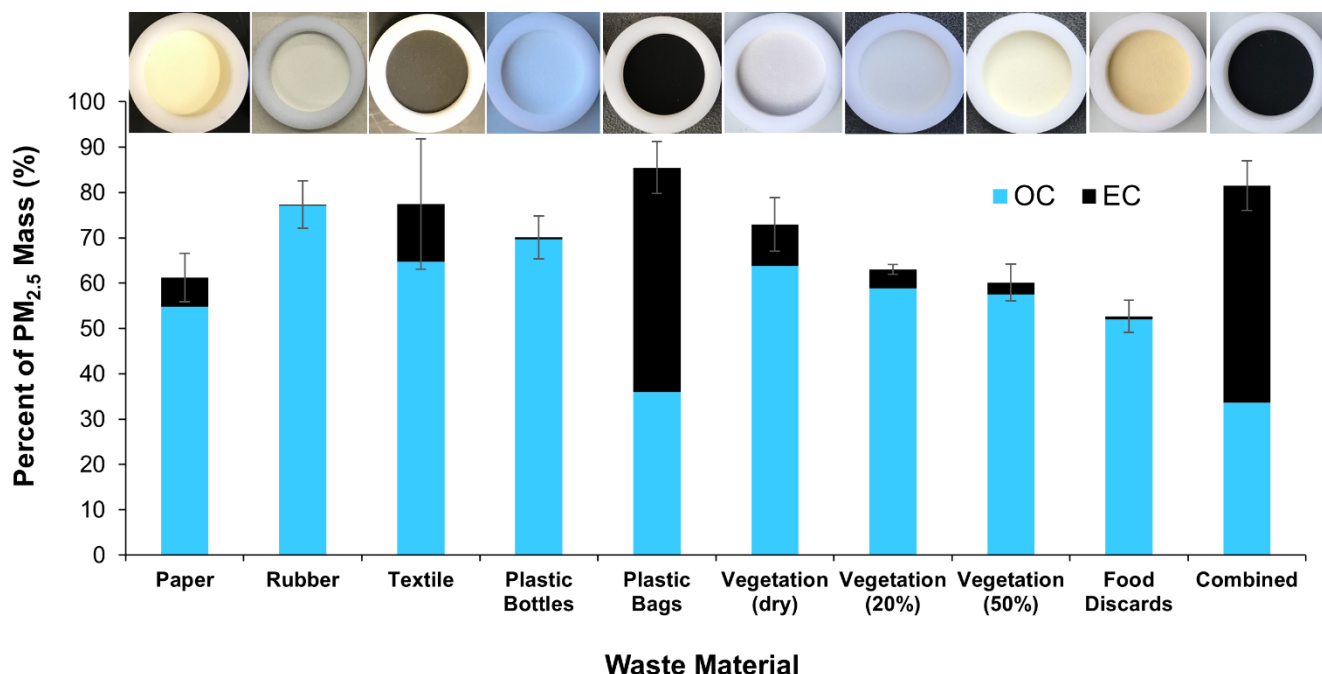 100
90
80
70
60
50
40
30
20
10
0
Percent of PM2.5 Mass (%)
OC EC
Paper
Rubber
Textile
Plastic
Bottles
Plastic
Bags
Vegetation
(dry)
Vegetation
(20%)
Vegetation
(50%)
Food
Discards
Combined
Waste Material